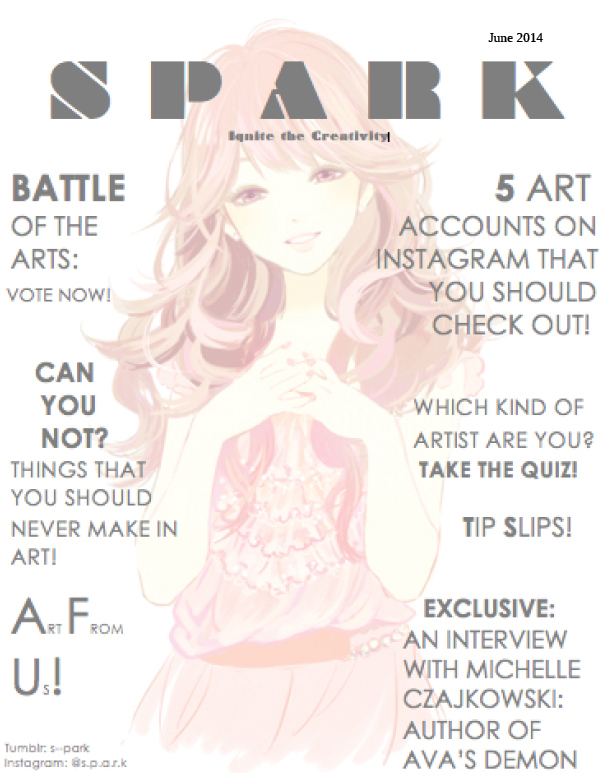 June 2014
SPARK
Ignite the Creativity
BATTLE
OF THE
ARTS:
VOTE NOW!
5 ART
ACCOUNTS ON
INSTAGRAM THAT
YOU SHOULD
CHECK OUT!
CAN
YOU
NOT?
THINGS THAT
YOU SHOULD
NEVER MAKE IN
ART!
WHICH KIND OF
ARTIST ARE YOU?
TAKE THE QUIZ!
TIP SLIPS!
ART FROM
US!
EXCLUSIVE:
AN INTERVIEW
WITH MICHELLE
CZAJKOWSKI:
AUTHOR OF
AVA'S DEMON
Tumblr: s--park
Instagram: @s.p.a.r.k